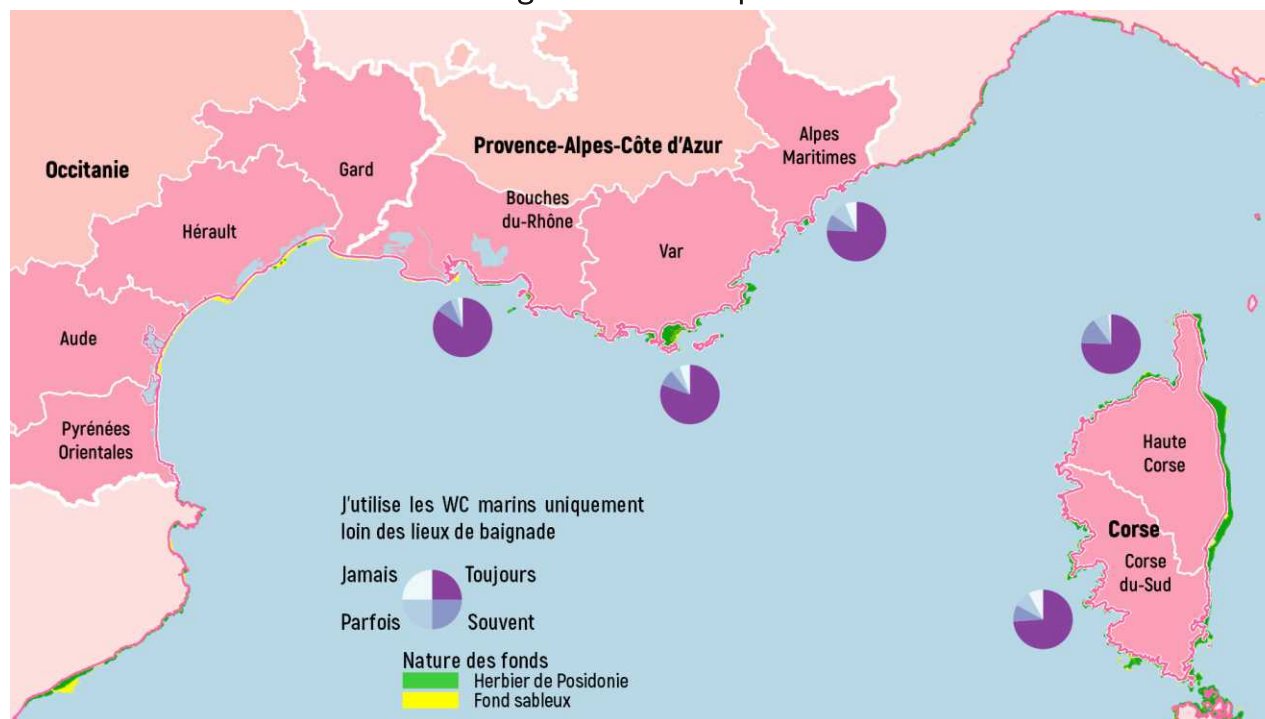 Occitanie
Gard
Provence-Alpes-Côte d'Azur
Alpes
Maritimes
Hérault
Bouches
du-Rhône
Var
Aude
Pyrénées
Orientales
Haute
Corse
Corse
Corse
du-Sud
J'utilise les WC marins uniquement
loin des lieux de baignade
Jamais Toujours
Parfois Souvent
Nature des fonds
Herbier de Posidonie
Fond sableux